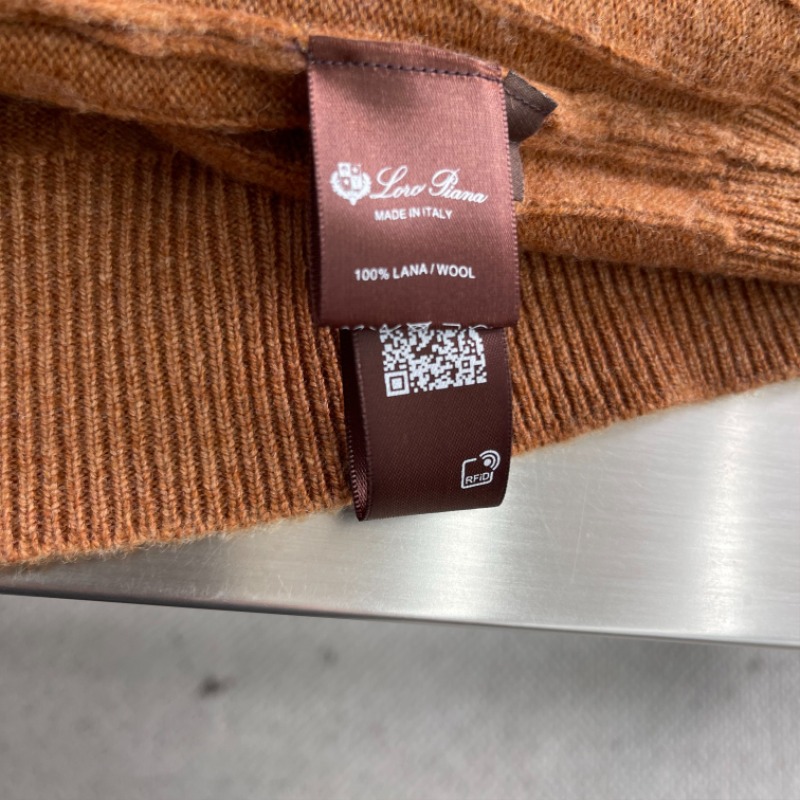 Loro Piana
MADE IN ITALY
100% LANA / WOOL
RFiD